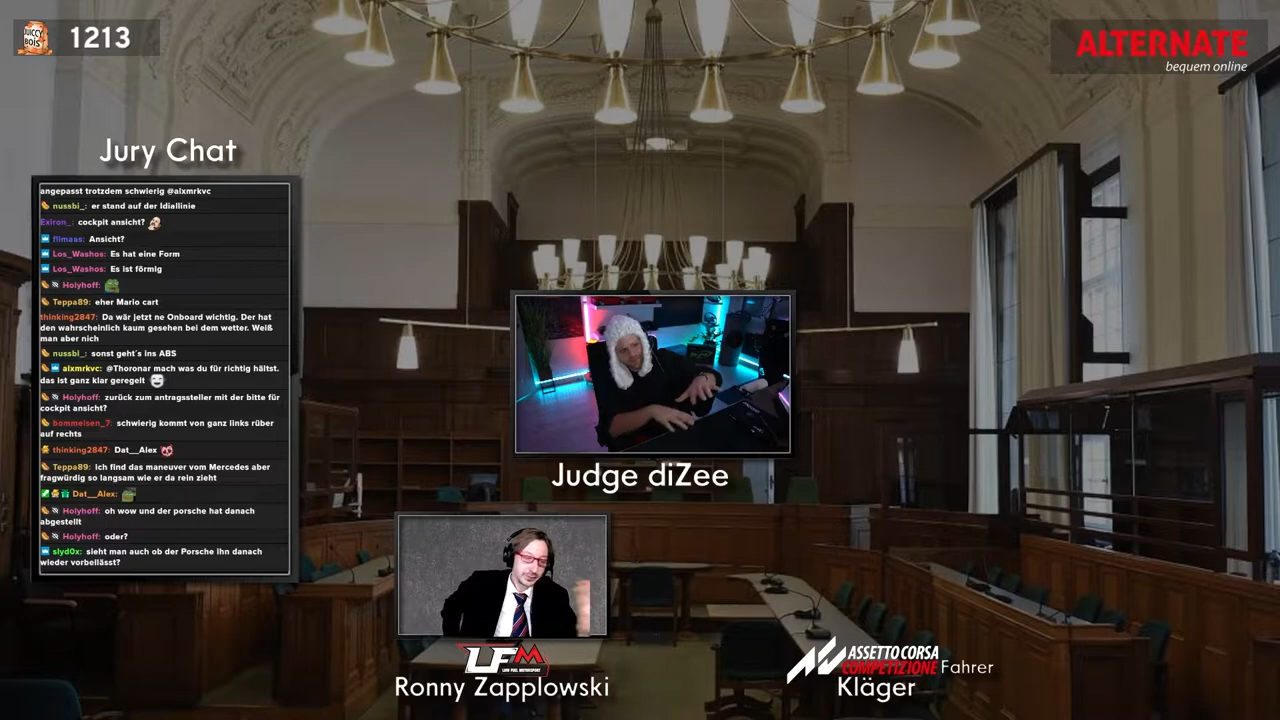 JUICCY BOIS
1213
ALTERNATE
bequem online
Jury Chat
angepasst trotzdem schwierig @alxmrkvc
nussbi_: er stand auf der Idiallinie
Exiron_: cockpit ansicht?
flimaas: Ansicht?
Los_Washos: Es hat eine Form
Los_Washos: Es ist förmig
Holyhoff:
Teppa89: eher Mario cart
thinking2847: Da wär jetzt ne Onboard wichtig. Der hat
den wahrscheinlich kaum gesehen bei dem wetter. Weiß
man aber nich
nussbi_: sonst geht´s ins ABS
alxmrkvc: @Thoronar mach was du für richtig hältst.
das ist ganz klar geregelt
Holyhoff: zurück zum antragssteller mit der bitte für
cockpit ansicht?
bommelsen_7: schwierig kommt von ganz links rüber
auf rechts
thinking2847: Dat__Alex
Teppa89: Ich find das maneuver vom Mercedes aber
fragwürdig so langsam wie er da rein zieht
Dat__Alex:
Holyhoff: oh wow und der porsche hat danach
abgestellt
Holyhoff: oder?
slyd0x: sieht man auch ob der Porsche ihn danach
wieder vorbellässt?
Judge diZee
LFM
LOW FUEL MOTORSPORT
Ronny Zapplowski
ASSETTO CORSA
COMPETIZIONE Fahrer
Kläger